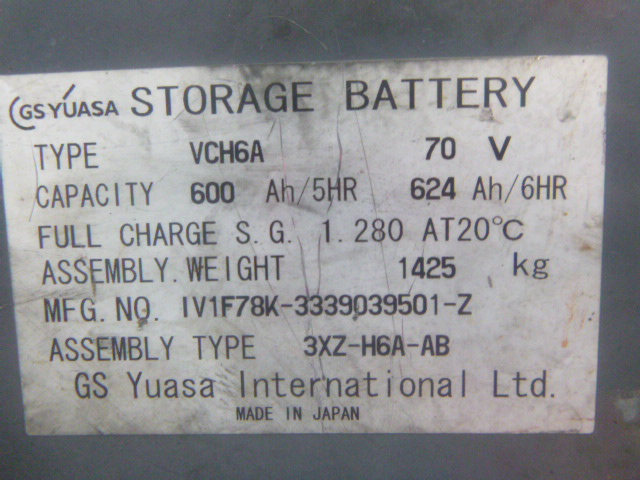 GS YUASA STORAGE BATTERY
TYPE VCH6A 70 V
CAPACITY 600 Ah/5HR 624 Ah/6HR
FULL CHARGE S.G. 1.280 AT20℃
ASSEMBLY.WEIGHT 1425 kg
MFG.NO. IV1F78K-3339039501-Z
ASSEMBLY TYPE 3XZ-H6A-AB
GS Yuasa International Ltd.
MADE IN JAPAN